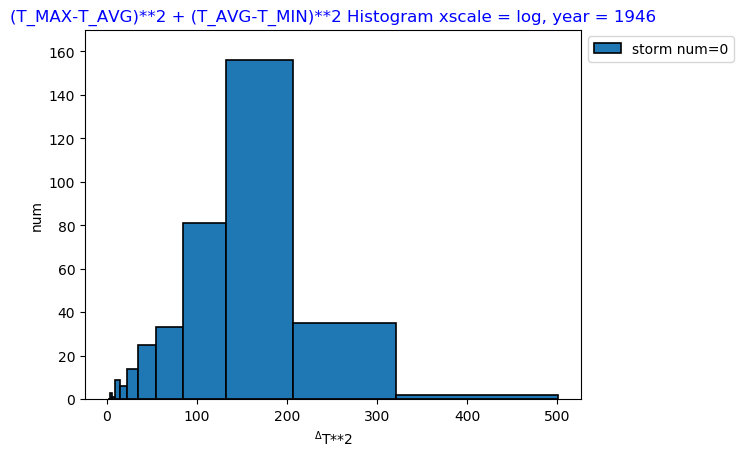 (T_MAX-T_AVG)**2 + (T_AVG-T_MIN)**2 Histogram xscale = log, year = 1946
storm num=0
160
140
120
100
80
60
40
20
0
num
0 100 200 300 400 500
ΔT**2